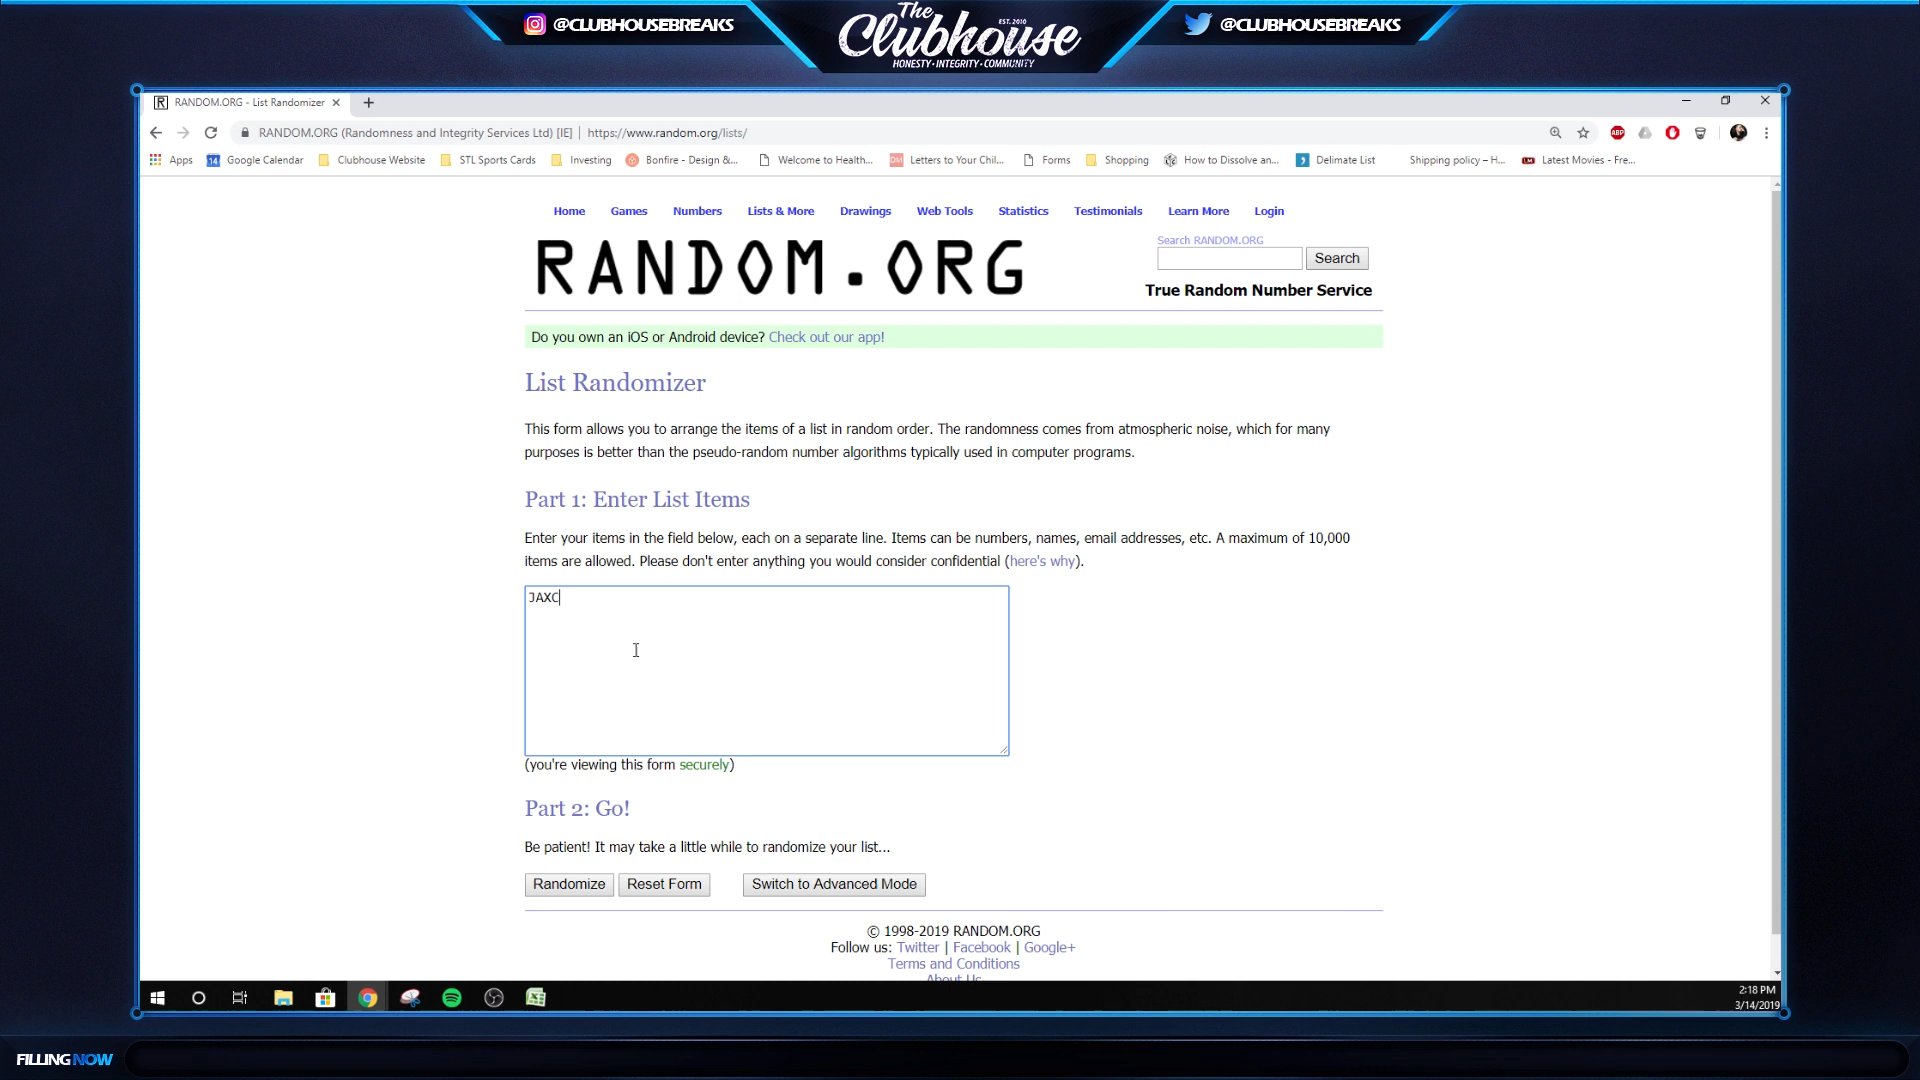 @CLUBHOUSEBREAKS
The Clubhouse
EST. 2010
HONESTY·INTEGRITY·COMMUNITY
@CLUBHOUSEBREAKS
RANDOM.ORG - List Randomizer
RANDOM.ORG (Randomness and Integrity Services Ltd) [IE] | https://www.random.org/lists/
ABP
Apps
14 Google Calendar
Clubhouse Website
STL Sports Cards
Investing
Bonfire - Design &...
Welcome to Health...
DM Letters to Your Chil...
Forms
Shopping
How to Dissolve an...
Delimate List
Shipping policy – H...
Latest Movies - Fre...
Home Games Numbers Lists & More Drawings Web Tools Statistics Testimonials Learn More Login
RANDOM.ORG
Search RANDOM.ORG
Search
True Random Number Service
Do you own an iOS or Android device? Check out our app!
List Randomizer
This form allows you to arrange the items of a list in random order. The randomness comes from atmospheric noise, which for many
purposes is better than the pseudo-random number algorithms typically used in computer programs.
Part 1: Enter List Items
Enter your items in the field below, each on a separate line. Items can be numbers, names, email addresses, etc. A maximum of 10,000
items are allowed. Please don't enter anything you would consider confidential (here's why).
JAXC
(you're viewing this form securely)
Part 2: Go!
Be patient! It may take a little while to randomize your list...
Randomize Reset Form Switch to Advanced Mode
© 1998-2019 RANDOM.ORG
Follow us: Twitter | Facebook | Google+
Terms and Conditions
About Us
2:18 PM
3/14/2019
FILLING NOW